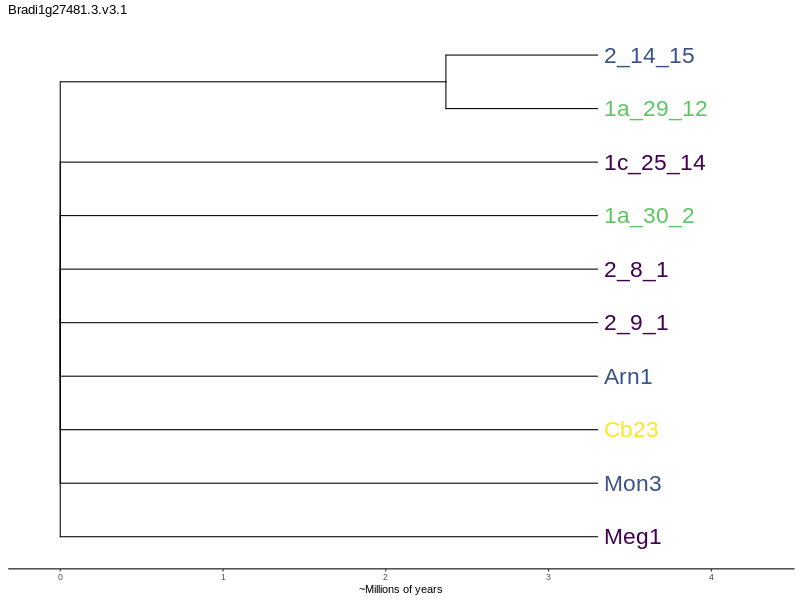 Bradi1g27481.3.v3.1
2_14_15
1a_29_12
1c_25_14
1a_30_2
2_8_1
2_9_1
Arn1
Cb23
Mon3
Meg1
0 1 2 3 4
~Millions of years